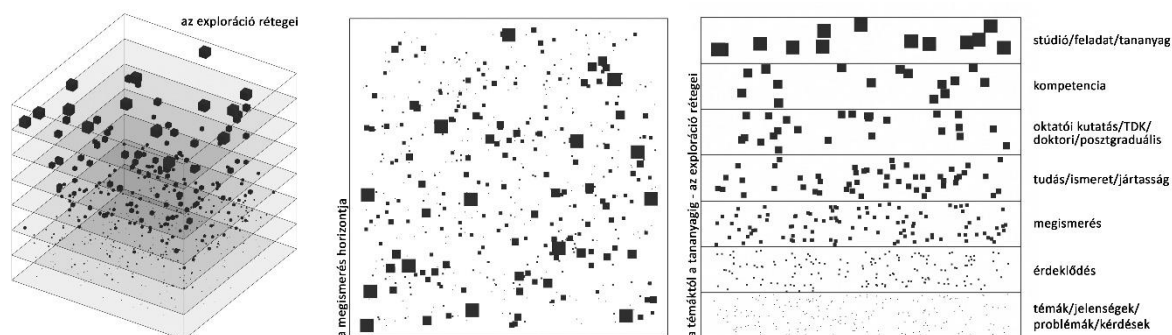 az exploráció rétegei
a megismerés horizontja
a témáktól a tananyagig - az exploráció rétegei
stúdió/feladat/tananyag
kompetencia
oktatói kutatás/TDK/
doktori/posztgraduális
tudás/ismeret/jártasság
megismerés
érdeklődés
témák/jelenségek/
problémák/kérdések